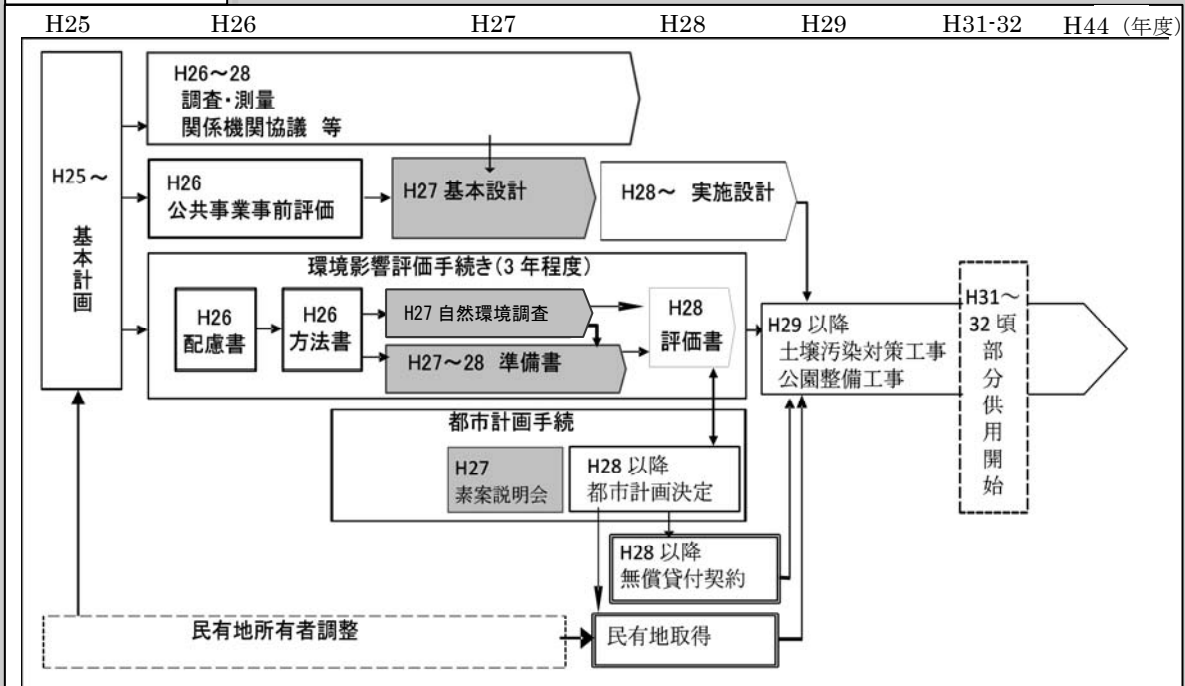 H25 H26 H27 H28 H29 H31-32 H44 (年度)
H25～
基本計画
H26～28
調査・測量
関係機関協議 等
H26
公共事業事前評価
H27 基本設計
H28～ 実施設計
環境影響評価手続き(3年程度)
H26
配慮書
H26
方法書
H27 自然環境調査
H27～28 準備書
H28
評価書
H29 以降
土壌汚染対策工事
公園整備工事
H31～
32頃
部分供用開始
都市計画手続
H27
素案説明会
H28 以降
都市計画決定
H28 以降
無償貸付契約
民有地所有者調整
民有地取得